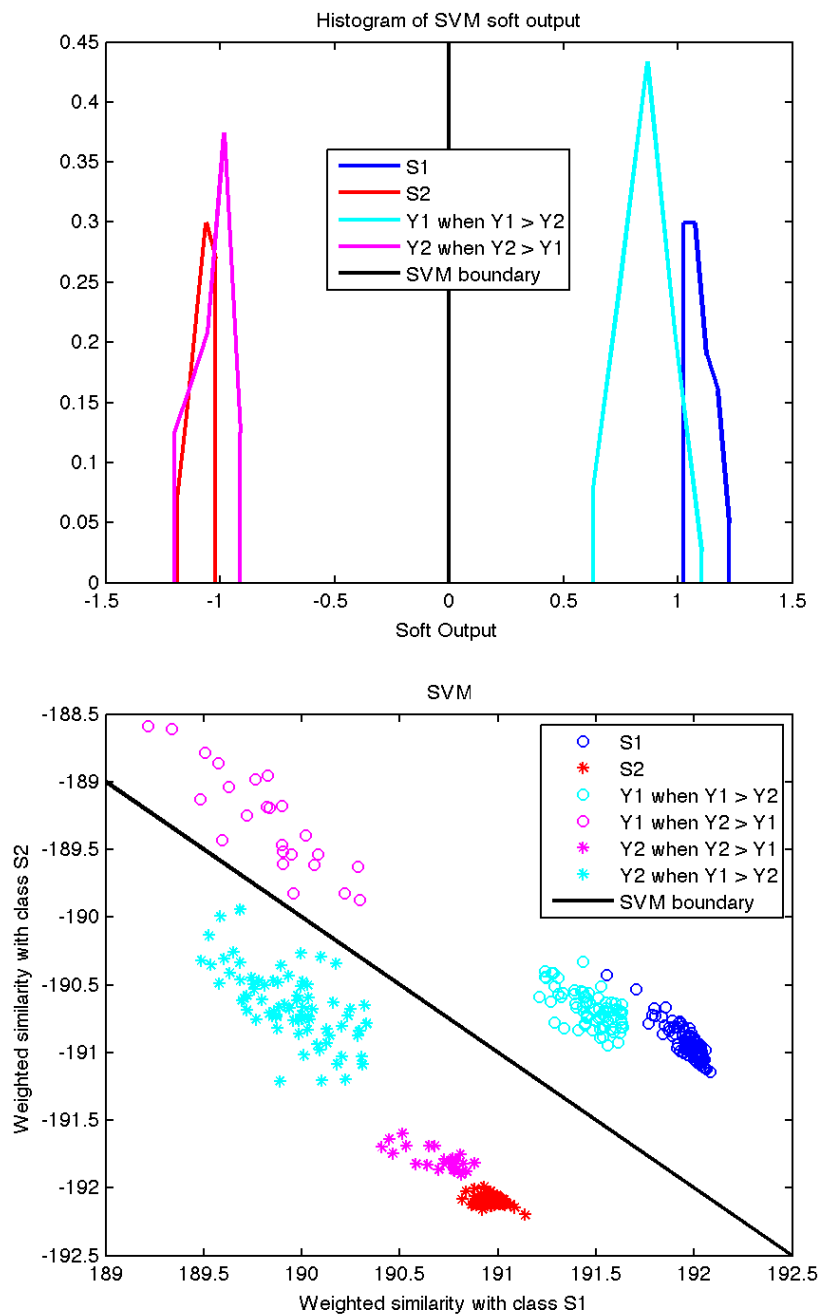 Histogram of SVM soft output
0.45
0.4
0.35
0.3
0.25
0.2
0.15
0.1
0.05
0
S1
S2
Y1 when Y1 > Y2
Y2 when Y2 > Y1
SVM boundary
-1.5 -1 -0.5 0 0.5 1 1.5
Soft Output
SVM
Weighted similarity with class S2
-188.5
-189
-189.5
-190
-190.5
-191
-191.5
-192
-192.5
S1
S2
Y1 when Y1 > Y2
Y1 when Y2 > Y1
Y2 when Y2 > Y1
Y2 when Y1 > Y2
SVM boundary
189 189.5 190 190.5 191 191.5 192 192.5
Weighted similarity with class S1